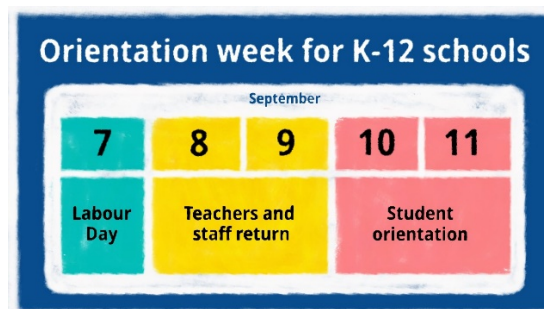 Orientation week for K-12 schools
September
7 8 9 10 11
Labour
Day
Teachers and
staff return
Student
orientation